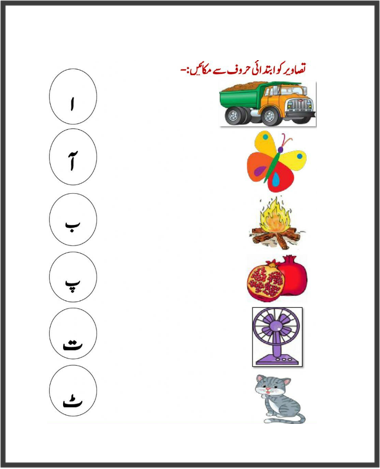 تصاویر کو ابتدائی حروف سے ملائیں:-
ا
آ
ب
پ
ت
ٹ